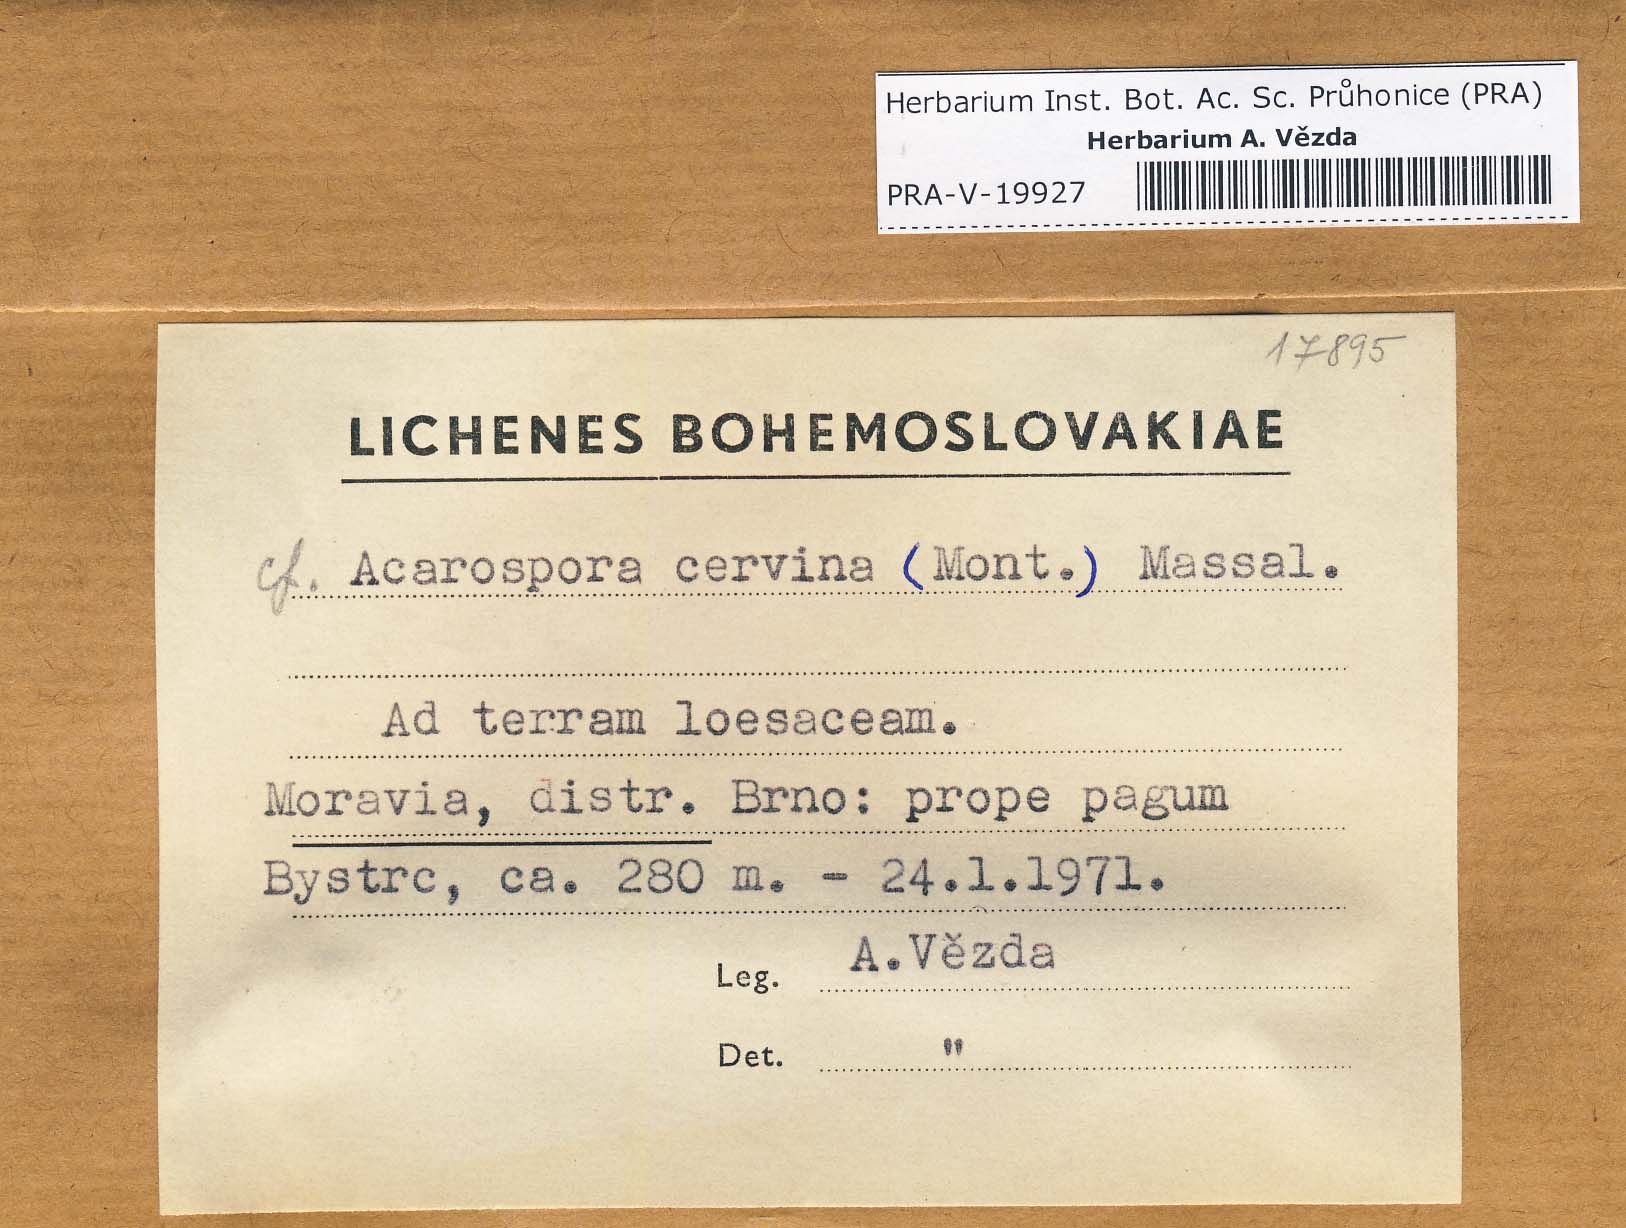 Herbarium Inst. Bot. Ac. Sc. Průhonice (PRA)
Herbarium A. Vězda
PRA-V-19927
17895
LICHENES BOHEMOSLOVAKIAE
cf. Acarospora cervina (Mont.) Massal.
Ad terram loesaceam.
Moravia, distr. Brno: prope pagum
Bystrc, ca. 280 m. - 24.1.1971.
Leg. A.Vězda
Det. "